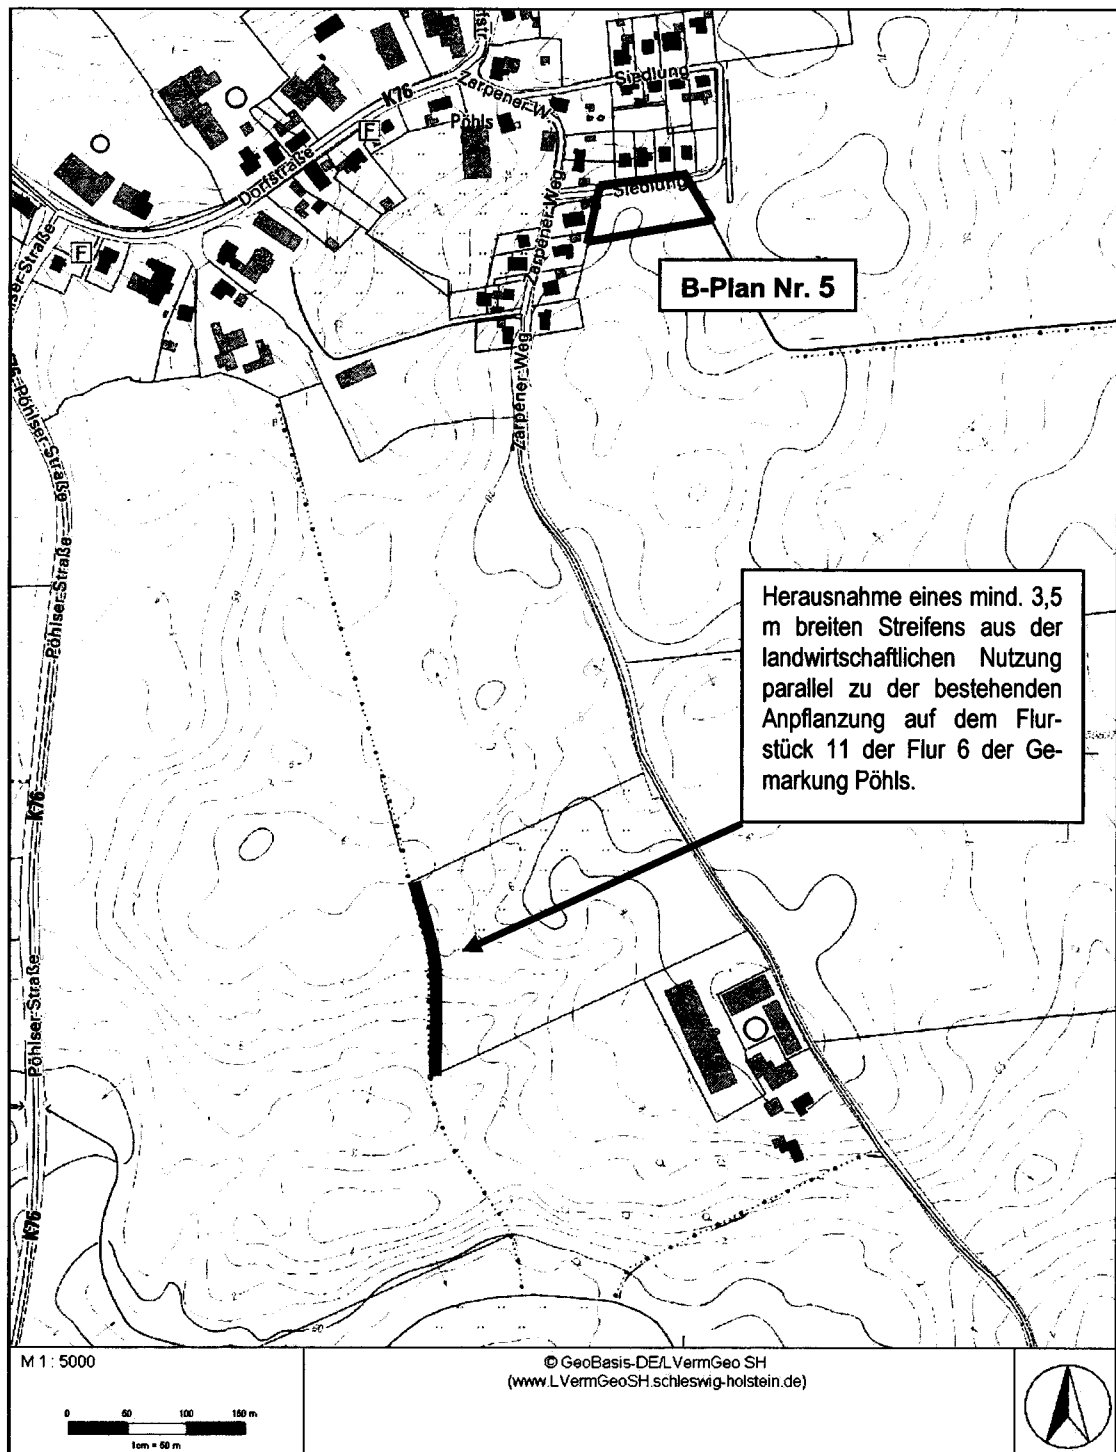 Siedlung
K76
Zarpener W.
Pöhls
F
Dorfstraße
Siedlung
Zarpener Weg
F
B-Plan Nr. 5
Zarpener Weg
Pöhlser-Straße
Herausnahme eines mind. 3,5
m breiten Streifens aus der
landwirtschaftlichen Nutzung
parallel zu der bestehenden
Anpflanzung auf dem Flur-
stück 11 der Flur 6 der Ge-
markung Pöhls.
Pöhlser-Straße
K76
Pöhlser-Straße
K76
M 1 : 5000
© GeoBasis-DE/LVermGeo SH
(www.LVermGeoSH.schleswig-holstein.de)
0 50 100 150 m
1cm = 50 m